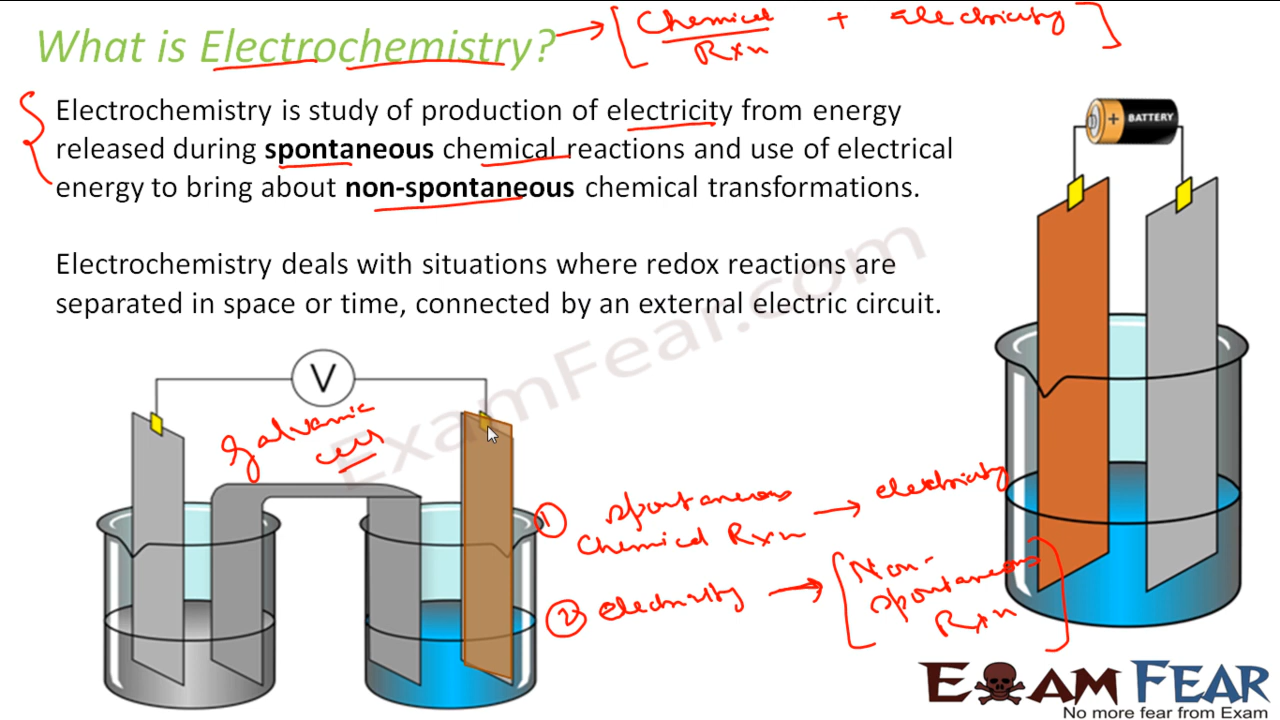 What is Electrochemistry? → [Chemical Rxn + Electricity]
Electrochemistry is study of production of electricity from energy
released during spontaneous chemical reactions and use of electrical
energy to bring about non-spontaneous chemical transformations.
Electrochemistry deals with situations where redox reactions are
separated in space or time, connected by an external electric circuit.
+ BATTERY
V
Galvanic
cell
ExamFear.com
① spontaneous
Chemical Rxn → electricity
② electricity → [Non-
spontaneous
Rxn]
EXAM FEAR
No more fear from Exam